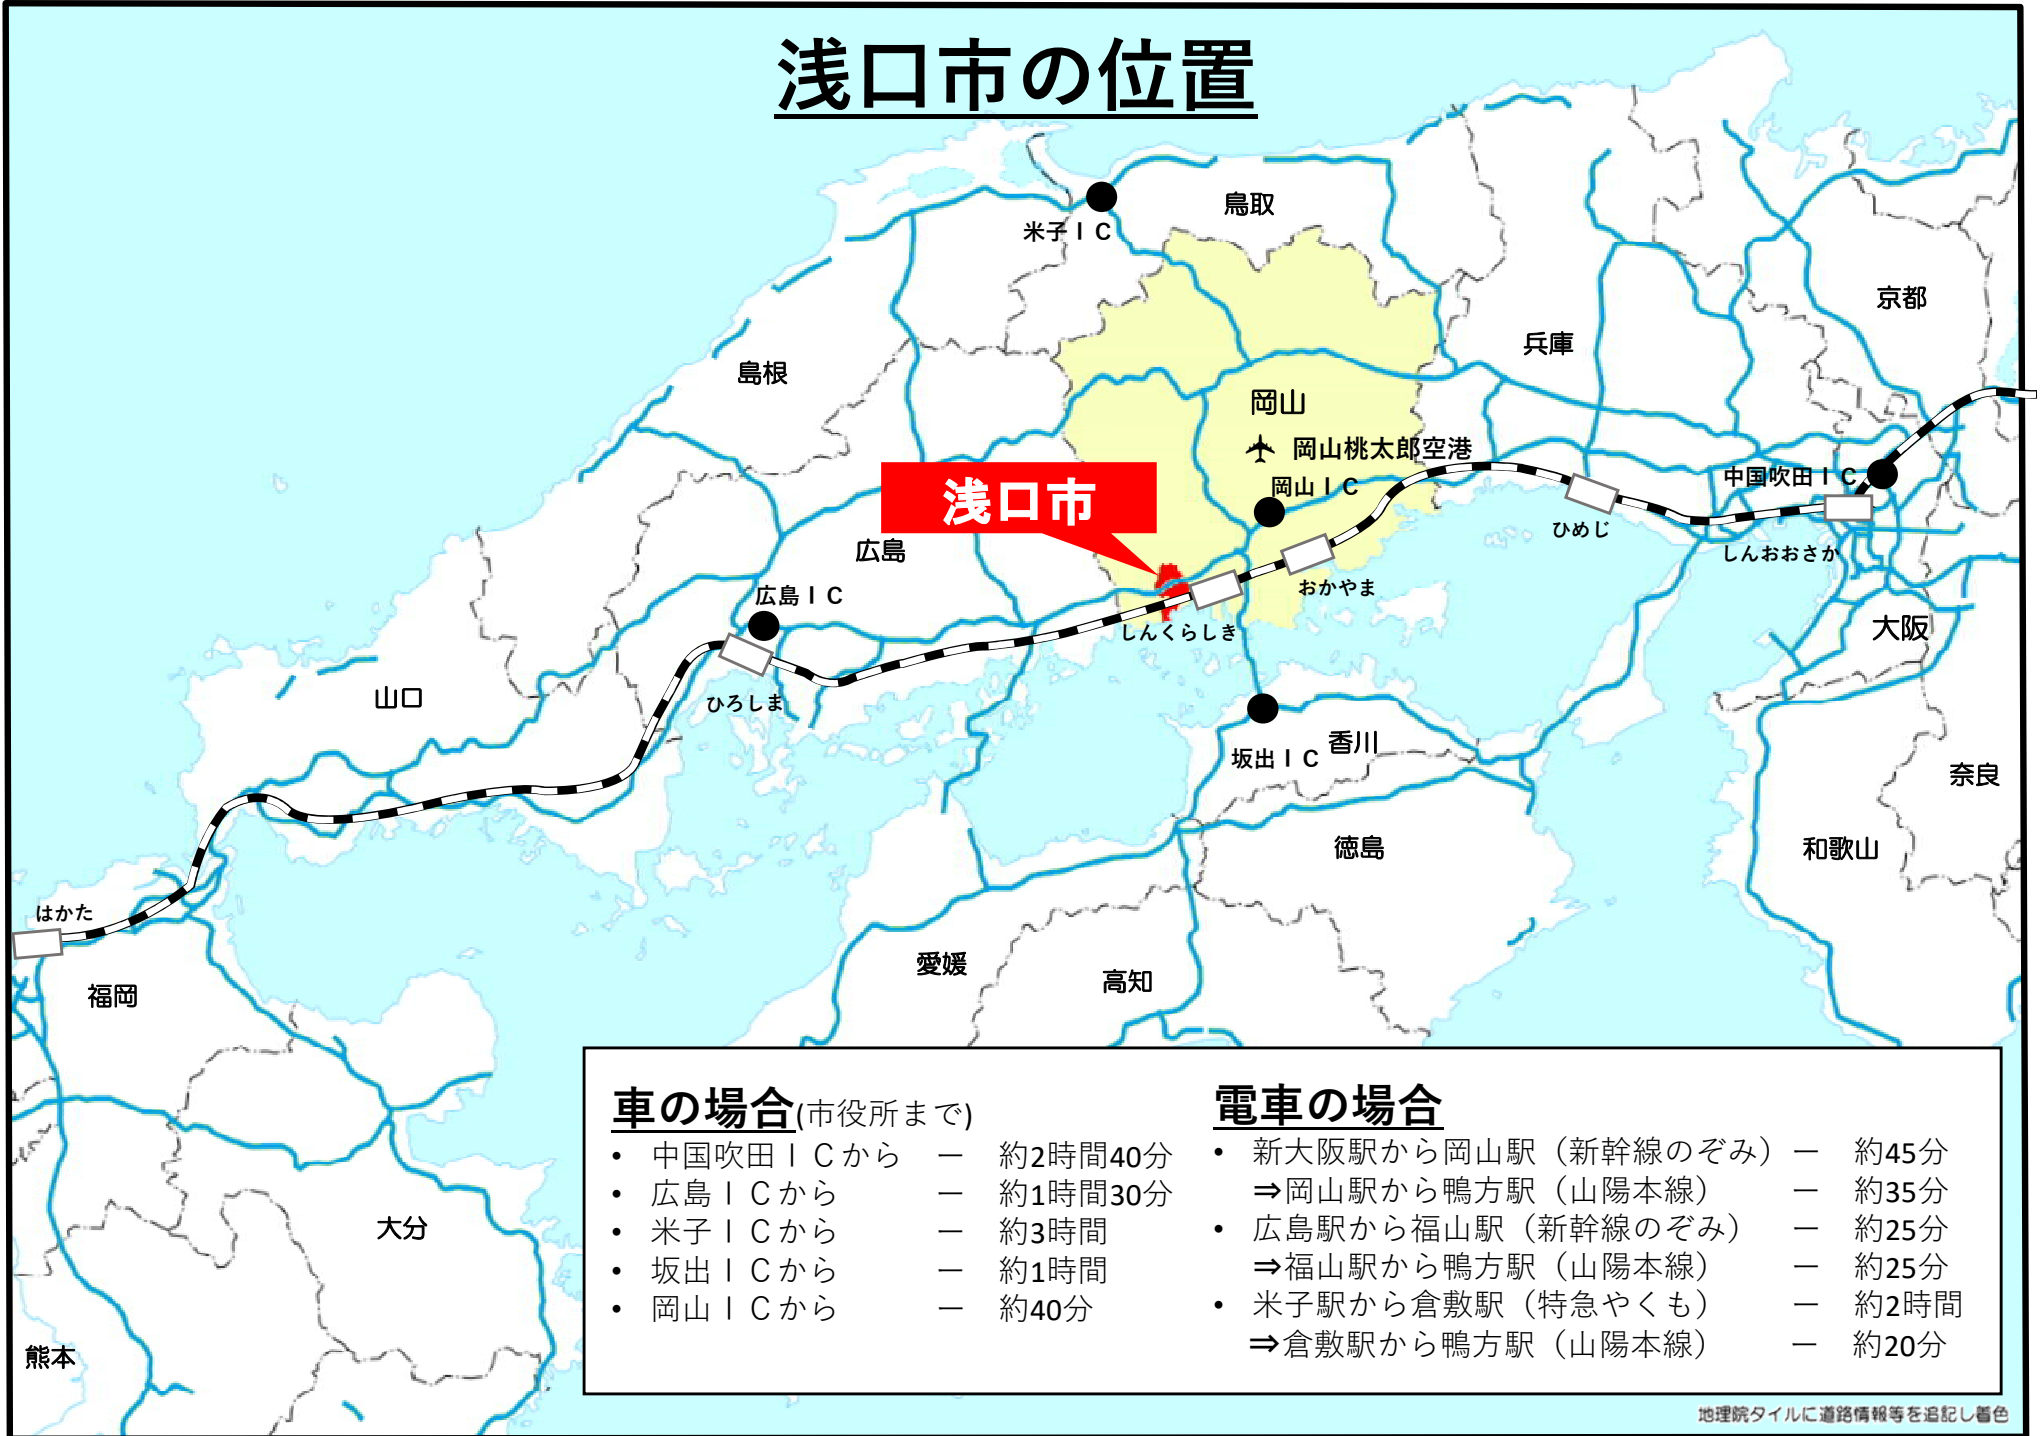 浅口市の位置
鳥取
米子ＩＣ
京都
兵庫
島根
岡山
岡山桃太郎空港
中国吹田ＩＣ
浅口市
岡山ＩＣ
ひめじ
しんおおさか
広島
おかやま
広島ＩＣ
しんくらしき
大阪
山口
ひろしま
坂出ＩＣ
香川
奈良
徳島
和歌山
はかた
愛媛
高知
福岡
大分
熊本
車の場合(市役所まで)
• 中国吹田ＩＣから ー 約2時間40分
• 広島ＩＣから ー 約1時間30分
• 米子ＩＣから ー 約3時間
• 坂出ＩＣから ー 約1時間
• 岡山ＩＣから ー 約40分
電車の場合
• 新大阪駅から岡山駅（新幹線のぞみ）ー 約45分
⇒岡山駅から鴨方駅（山陽本線） ー 約35分
• 広島駅から福山駅（新幹線のぞみ） ー 約25分
⇒福山駅から鴨方駅（山陽本線） ー 約25分
• 米子駅から倉敷駅（特急やくも） ー 約2時間
⇒倉敷駅から鴨方駅（山陽本線） ー 約20分
地理院タイルに道路情報等を追記し着色